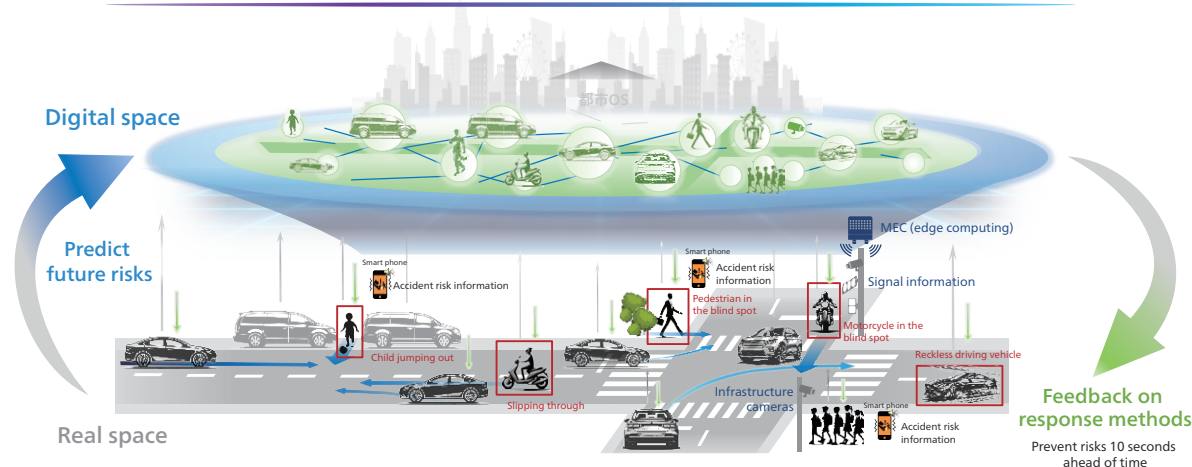 都市OS
Digital space
Predict
future risks
Real space
Smart phone
Accident risk information
Child jumping out
Slipping through
Smart phone
Accident risk
information
Pedestrian in
the blind spot
MEC (edge computing)
Signal information
Motorcycle in the
blind spot
Reckless driving vehicle
Infrastructure
cameras
Smart phone
Accident risk
information
Feedback on
response methods
Prevent risks 10 seconds
ahead of time